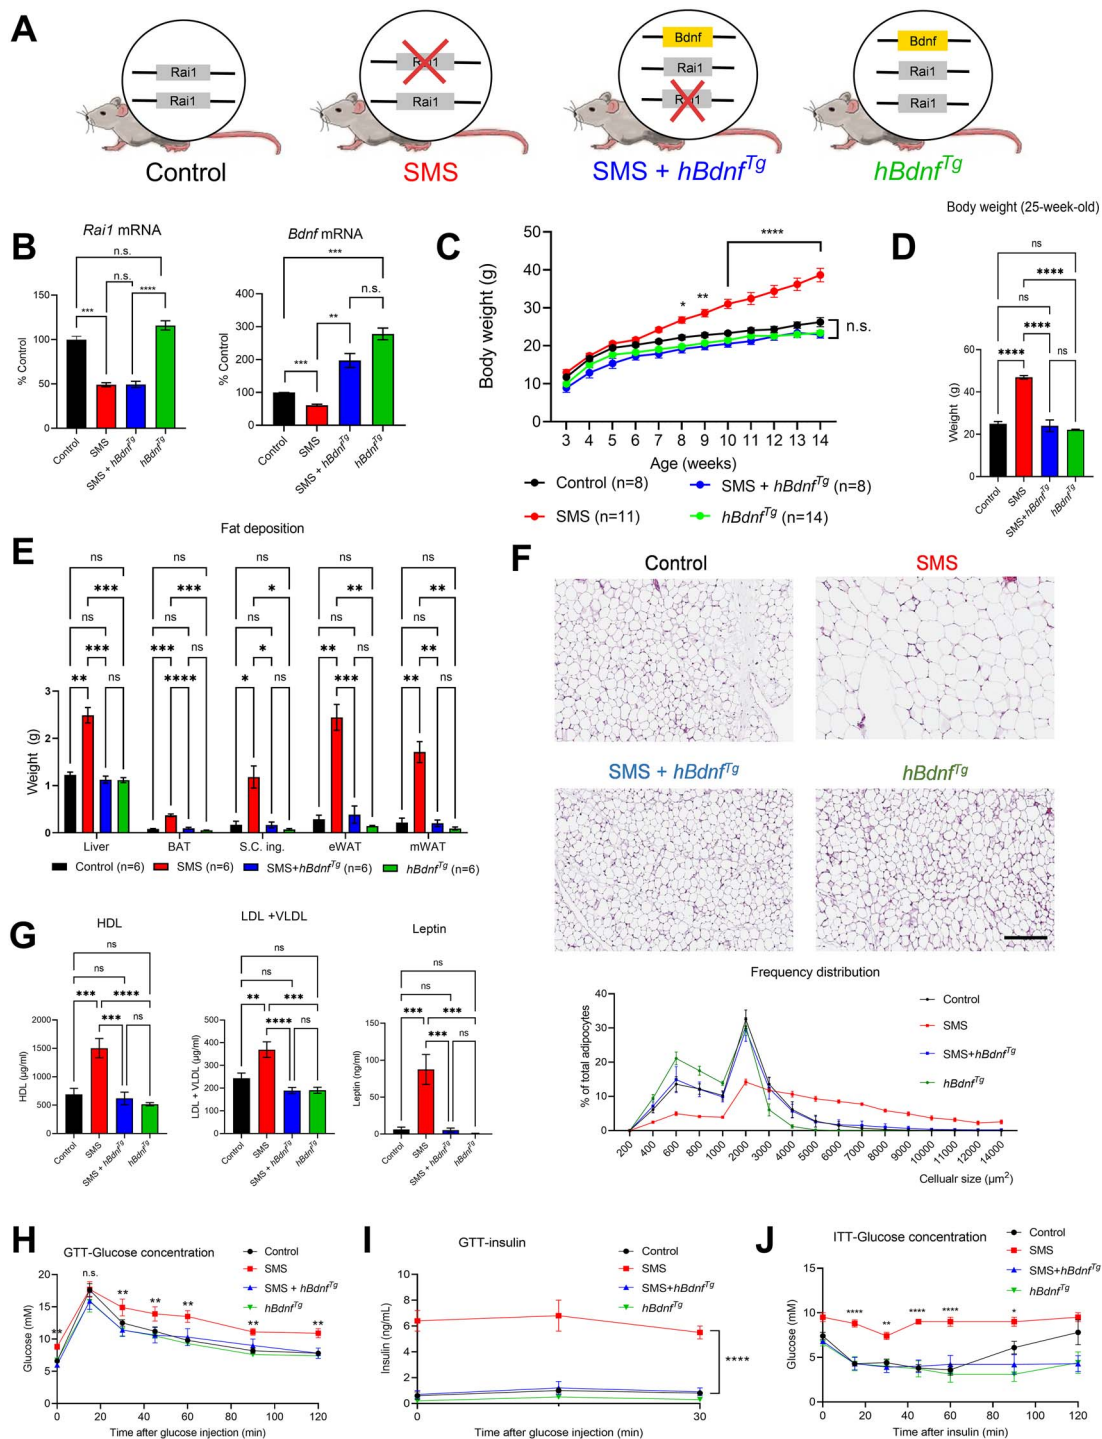 A
Rai1
Rai1
Control
Rai1
Rai1
SMS
Bdnf
Rai1
Rai1
SMS + hBdnfTg
Bdnf
Rai1
Rai1
hBdnfTg
B
Rai1 mRNA
n.s.
n.s.
***
****
% Control
150
100
50
0
Control
SMS
SMS + hBdnfTg
hBdnfTg
Bdnf mRNA
***
n.s.
**
***
% Control
400
300
200
100
0
Control
SMS
SMS + hBdnfTg
hBdnfTg
C
Body weight (g)
50
40
30
20
10
0
****
*
**
n.s.
3 4 5 6 7 8 9 10 11 12 13 14
Age (weeks)
Control (n=8)
SMS + hBdnfTg (n=8)
SMS (n=11)
hBdnfTg (n=14)
D
Body weight (25-week-old)
ns
****
ns
****
****
ns
Weight (g)
60
40
20
0
Control
SMS
SMS+hBdnfTg
hBdnfTg
E
Fat deposition
ns ns ns ns ns
*** *** * ** **
ns ns ns ns ns
*** ns * ns **
** *** ns **** * ns ** *** ** ns
Weight (g)
3
2
1
0
Liver BAT S.C. ing. eWAT mWAT
Control (n=6) SMS (n=6) SMS+hBdnfTg (n=6) hBdnfTg (n=6)
F
Control
SMS
SMS + hBdnfTg
hBdnfTg
Frequency distribution
% of total adipocytes
40
30
20
10
0
Control
SMS
SMS+hBdnfTg
hBdnfTg
200 400 600 800 1000 2000 3000 4000 5000 6000 7000 8000 9000 10000 11000 12000 14000
Cellualr size (µm2)
G
HDL
ns
ns
*** ****
*** ns
HDL (µg/ml)
2000
1500
1000
500
0
Control
SMS
SMS + hBdnfTg
hBdnfTg
LDL +VLDL
ns
ns
** ***
**** ns
LDL + VLDL (µg/ml)
500
400
300
200
100
0
Control
SMS
SMS + hBdnfTg
hBdnfTg
Leptin
ns
ns
*** ***
*** ns
Leptin (ng/ml)
150
100
50
0
Control
SMS
SMS + hBdnfTg
hBdnfTg
H
GTT-Glucose concentration
Control
SMS
SMS + hBdnfTg
hBdnfTg
n.s.
** ** ** ** ** **
Glucose (mM)
20
15
10
5
0
0 20 40 60 80 100 120
Time after glucose injection (min)
I
GTT-insulin
Control
SMS
SMS+hBdnfTg
hBdnfTg
****
Insulin (ng/mL)
10
8
6
4
2
0
0 30
Time after glucose injection (min)
J
ITT-Glucose concentration
Control
SMS
SMS+hBdnfTg
hBdnfTg
**** ** **** **** *
Glucose (mM)
15
10
5
0
0 20 40 60 80 100 120
Time after insulin (min)